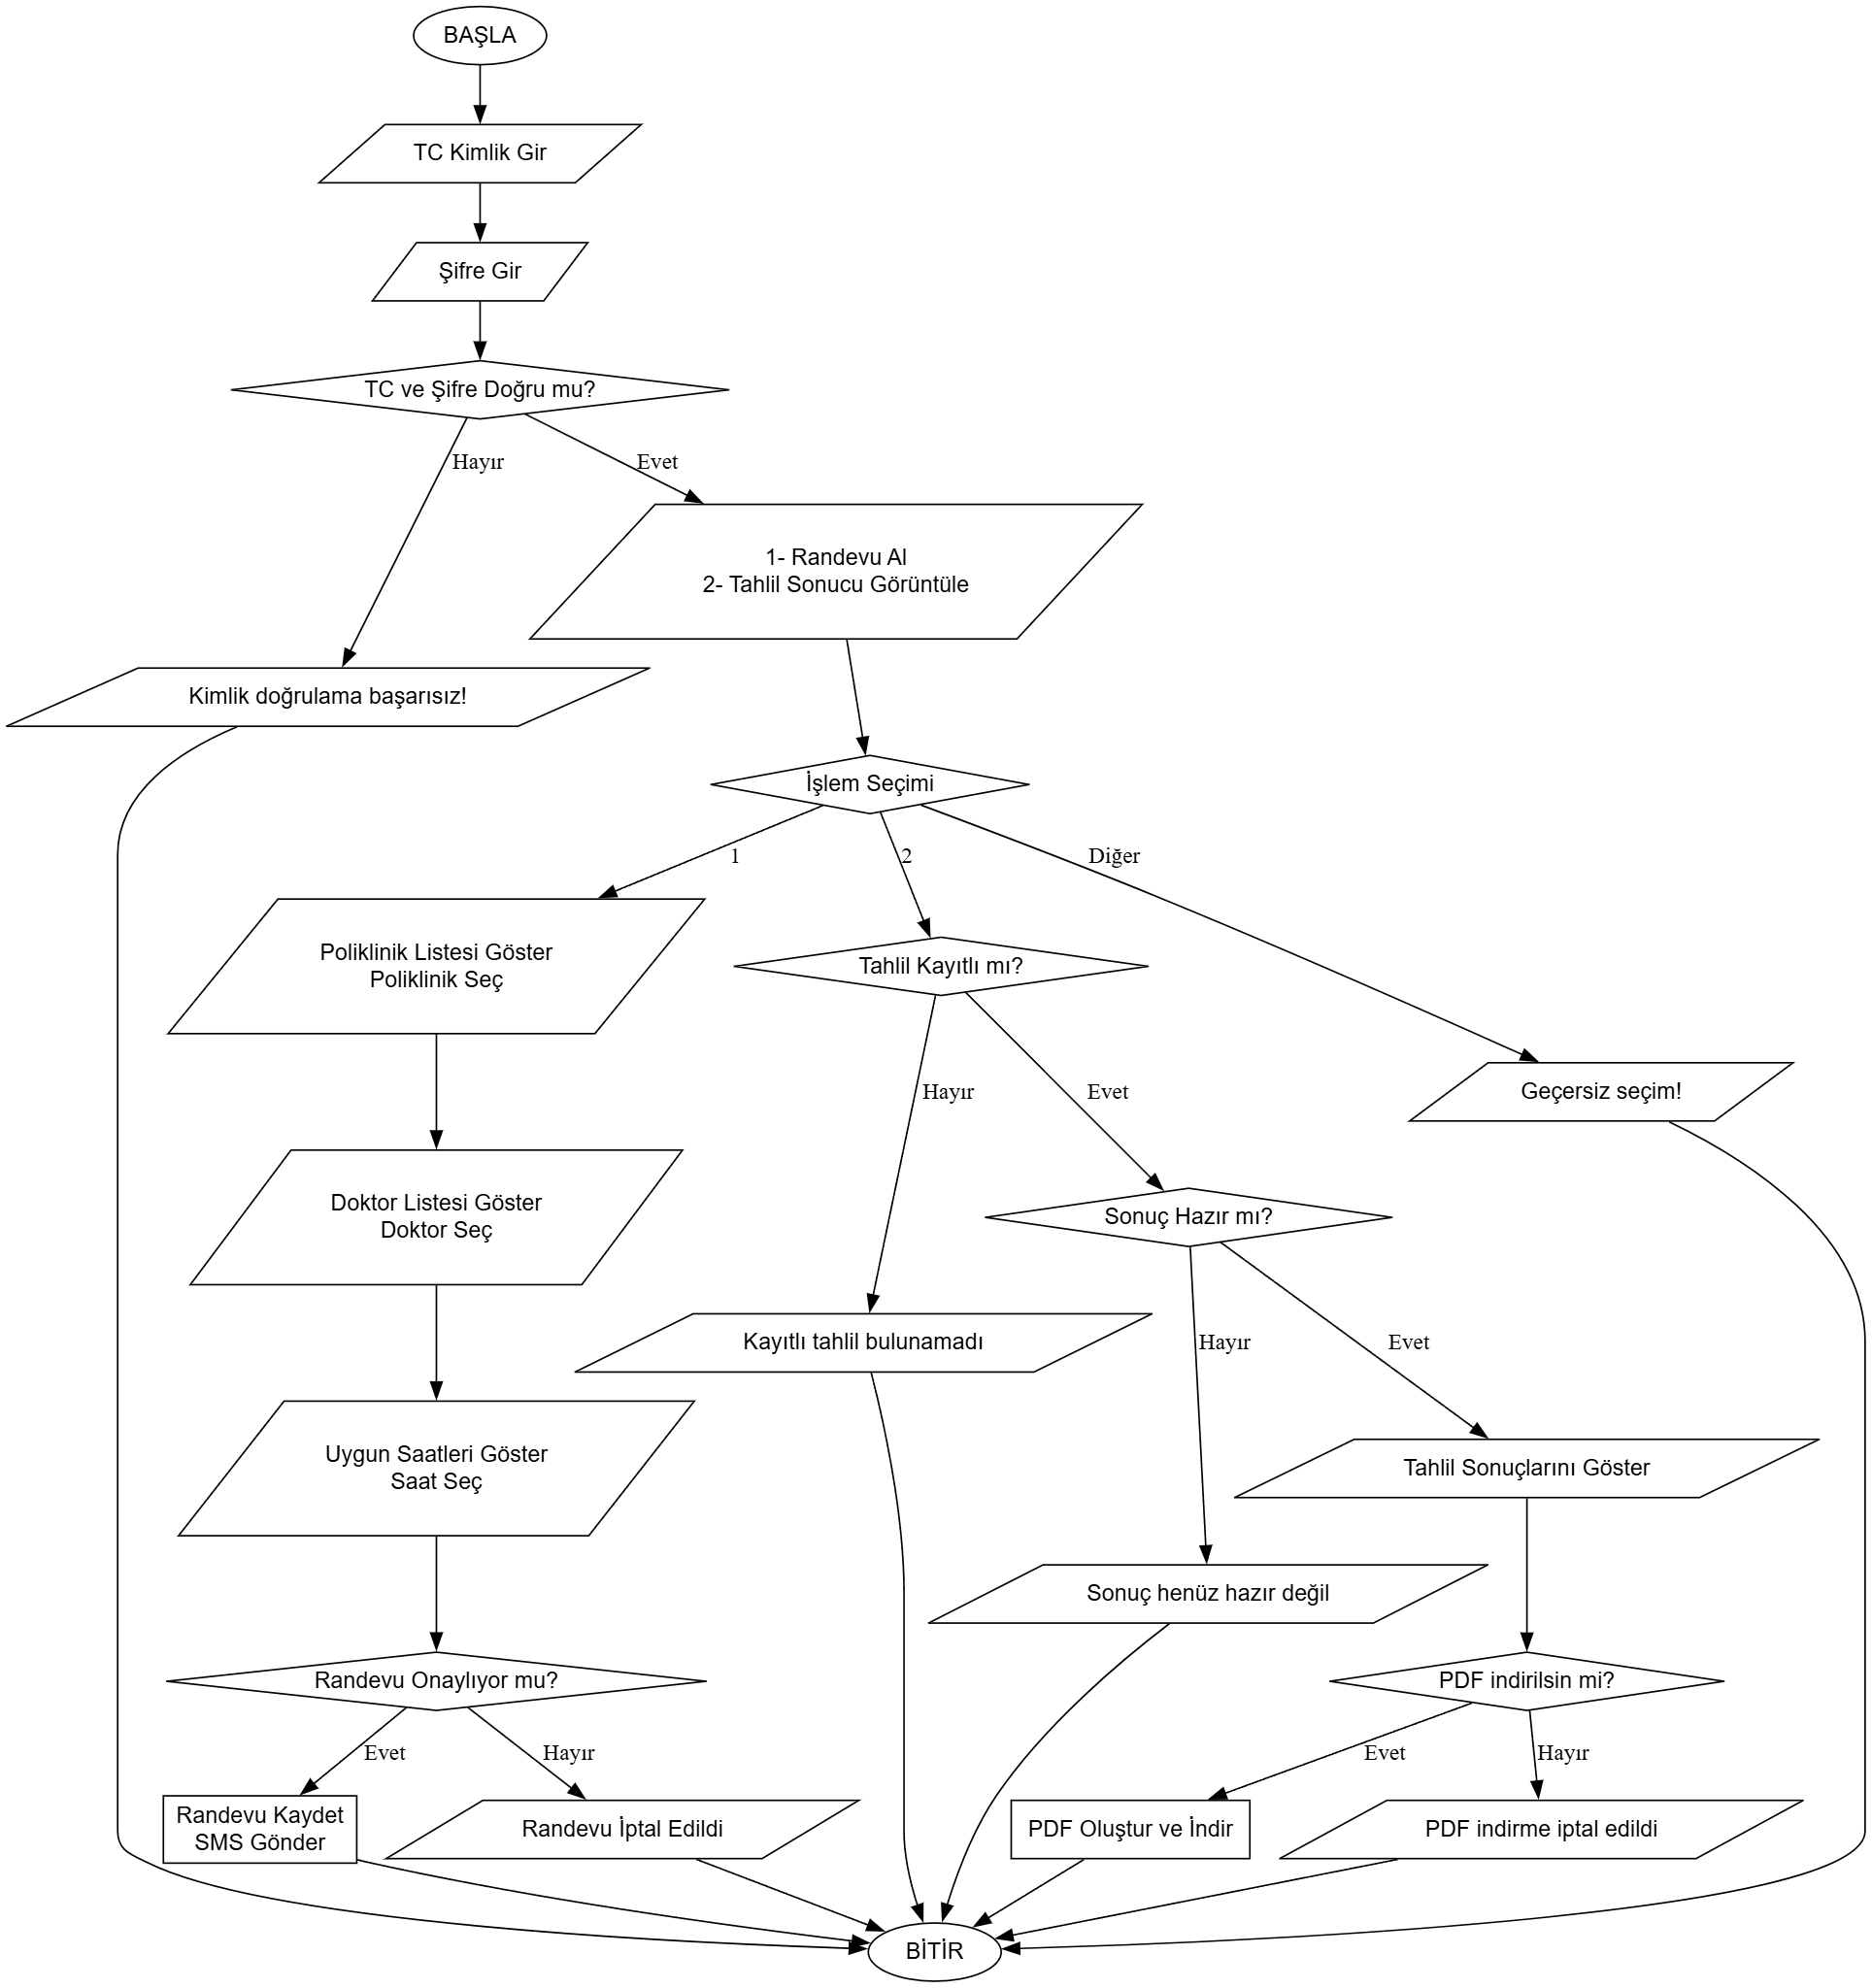 BAŞLA
TC Kimlik Gir
Şifre Gir
TC ve Şifre Doğru mu?
Hayır
Evet
1- Randevu Al
2- Tahlil Sonucu Görüntüle
Kimlik doğrulama başarısız!
İşlem Seçimi
1
2
Diğer
Poliklinik Listesi Göster
Poliklinik Seç
Tahlil Kayıtlı mı?
Hayır
Evet
Geçersiz seçim!
Doktor Listesi Göster
Doktor Seç
Sonuç Hazır mı?
Kayıtlı tahlil bulunamadı
Hayır
Evet
Uygun Saatleri Göster
Saat Seç
Tahlil Sonuçlarını Göster
Sonuç henüz hazır değil
Randevu Onaylıyor mu?
PDF indirilsin mi?
Evet
Hayır
Evet
Hayır
Randevu Kaydet
SMS Gönder
Randevu İptal Edildi
PDF Oluştur ve İndir
PDF indirme iptal edildi
BİTİR